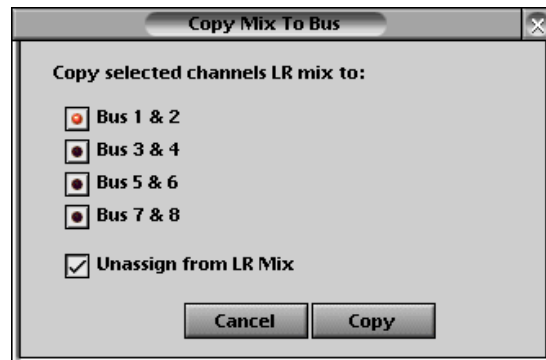 Copy Mix To Bus
Copy selected channels LR mix to:
Bus 1 & 2
Bus 3 & 4
Bus 5 & 6
Bus 7 & 8
Unassign from LR Mix
Cancel Copy